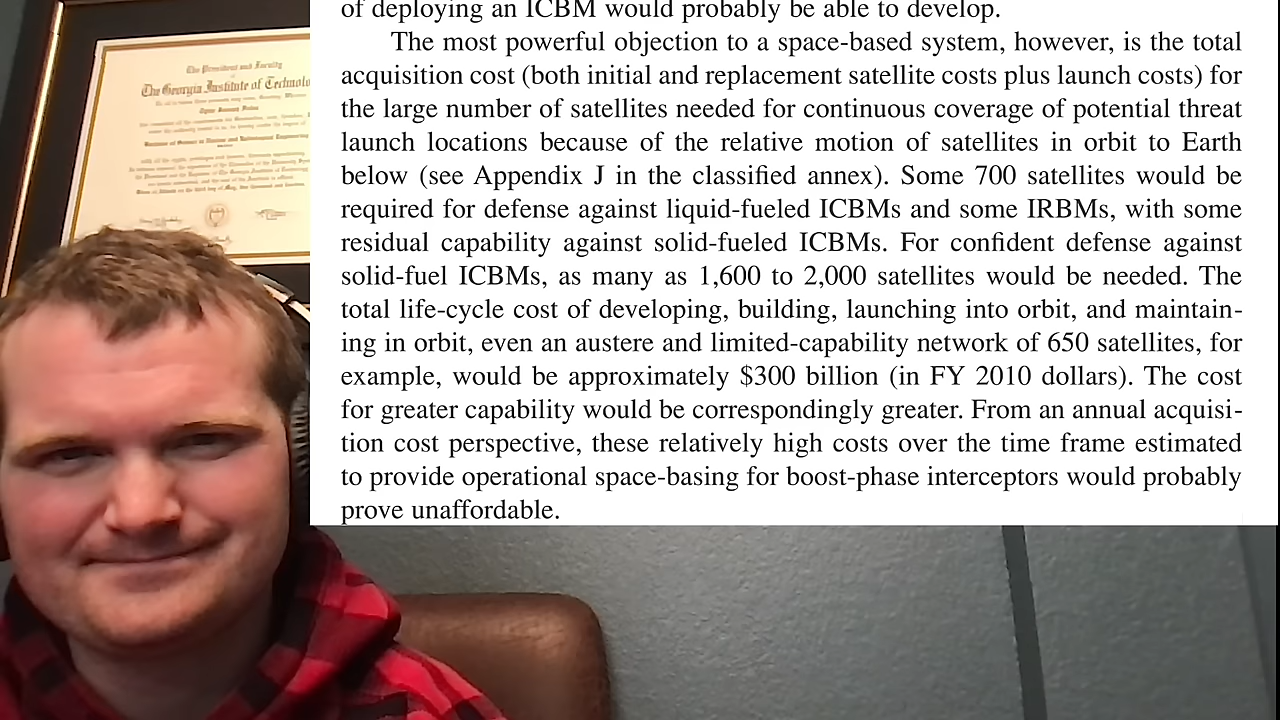 The President and Faculty
of
The Georgia Institute of Technolo
of deploying an ICBM would probably be able to develop.
The most powerful objection to a space-based system, however, is the total
acquisition cost (both initial and replacement satellite costs plus launch costs) for
the large number of satellites needed for continuous coverage of potential threat
launch locations because of the relative motion of satellites in orbit to Earth
below (see Appendix J in the classified annex). Some 700 satellites would be
required for defense against liquid-fueled ICBMs and some IRBMs, with some
residual capability against solid-fueled ICBMs. For confident defense against
solid-fuel ICBMs, as many as 1,600 to 2,000 satellites would be needed. The
total life-cycle cost of developing, building, launching into orbit, and maintain-
ing in orbit, even an austere and limited-capability network of 650 satellites, for
example, would be approximately $300 billion (in FY 2010 dollars). The cost
for greater capability would be correspondingly greater. From an annual acquisi-
tion cost perspective, these relatively high costs over the time frame estimated
to provide operational space-basing for boost-phase interceptors would probably
prove unaffordable.